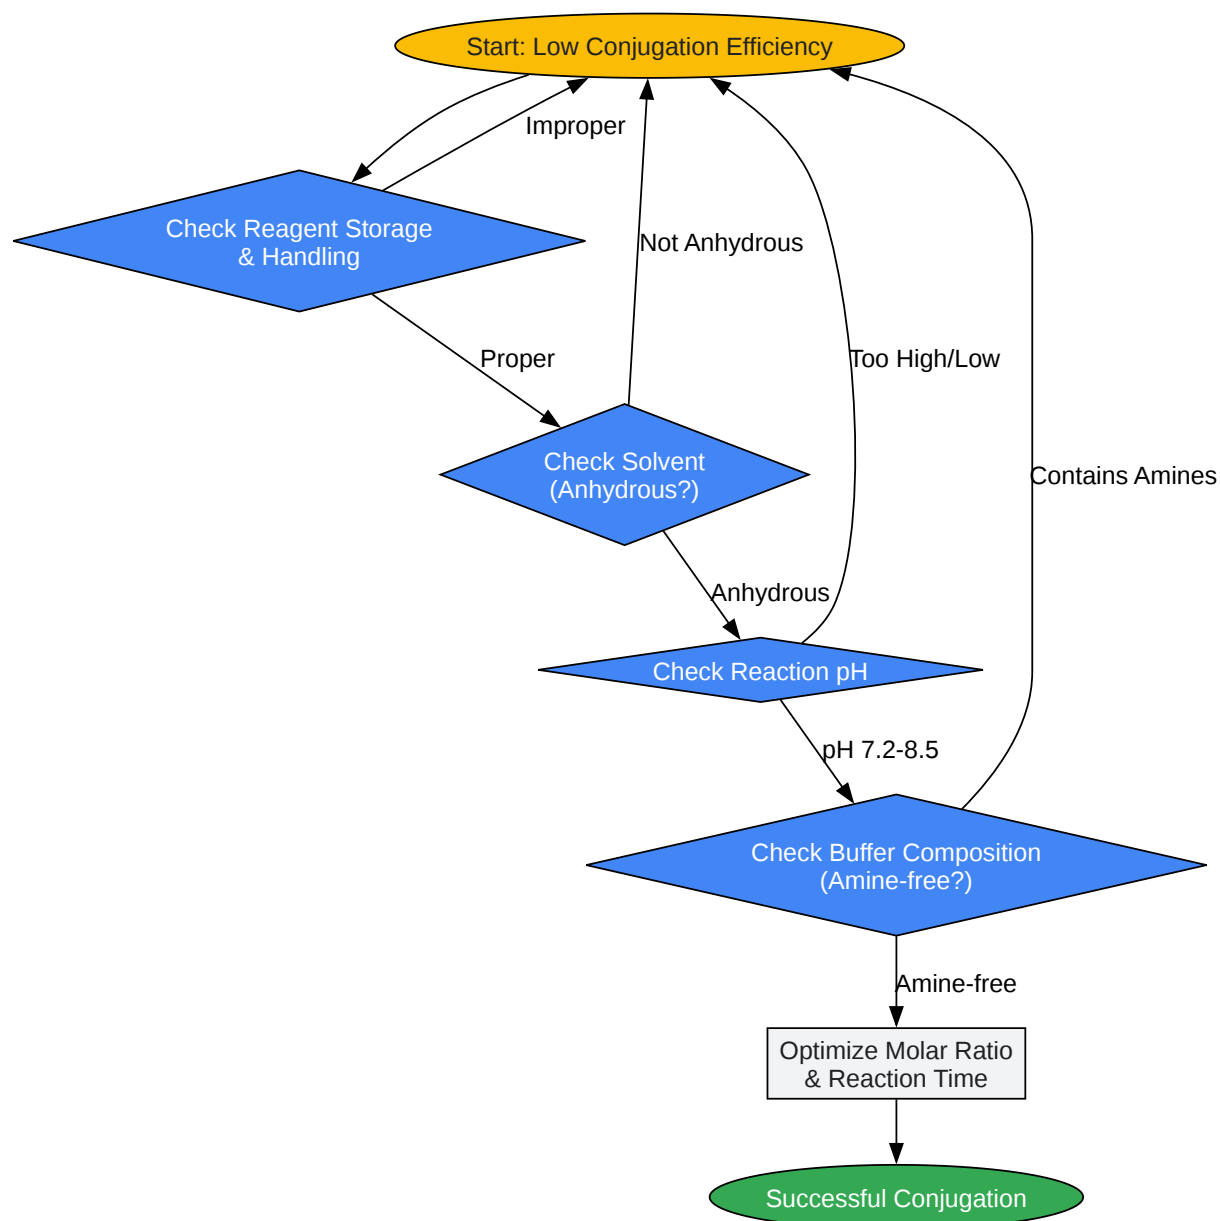 Start: Low Conjugation Efficiency
Improper
Check Reagent Storage
& Handling
Not Anhydrous
Proper
Too High/Low
Check Solvent
(Anhydrous?)
Contains Amines
Anhydrous
Check Reaction pH
pH 7.2-8.5
Check Buffer Composition
(Amine-free?)
Amine-free
Optimize Molar Ratio
& Reaction Time
Successful Conjugation